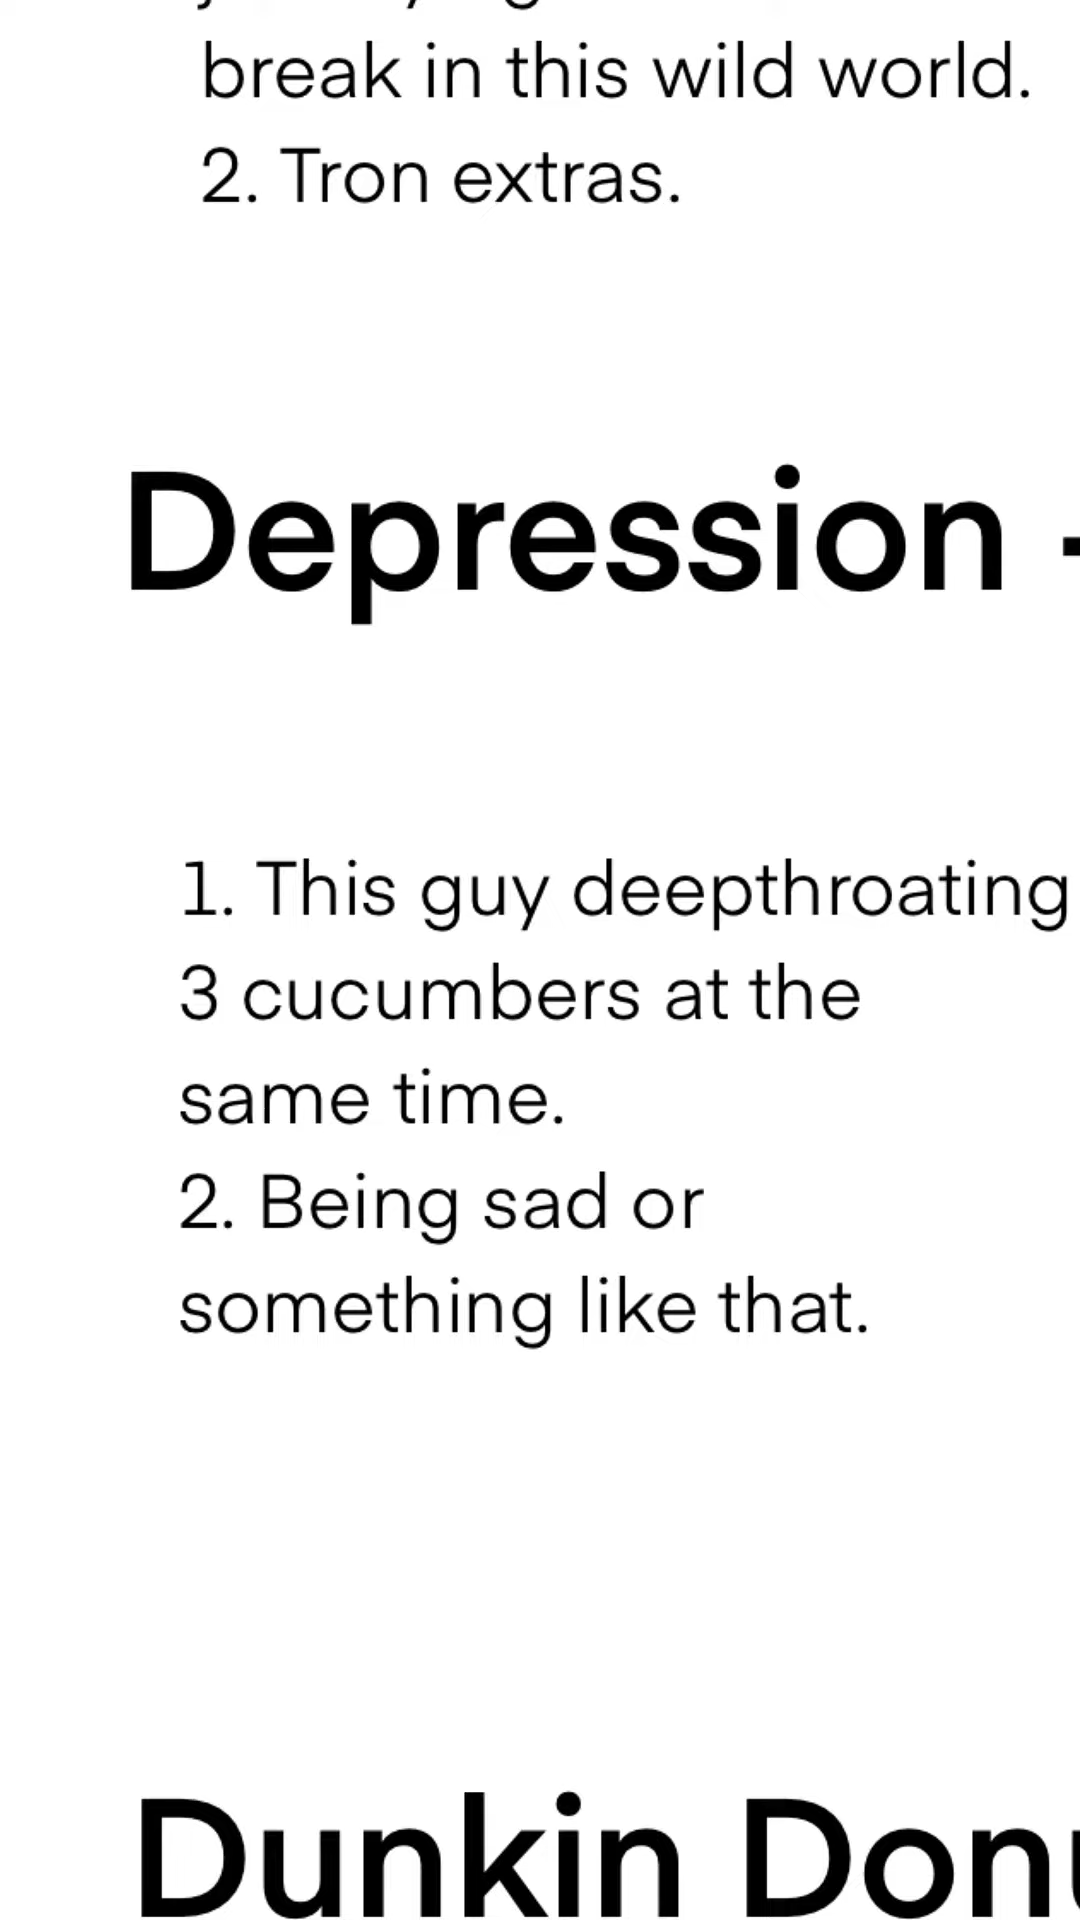 break in this wild world.
2. Tron extras.
Depression -
1. This guy deepthroating
3 cucumbers at the
same time.
2. Being sad or
something like that.
Dunkin